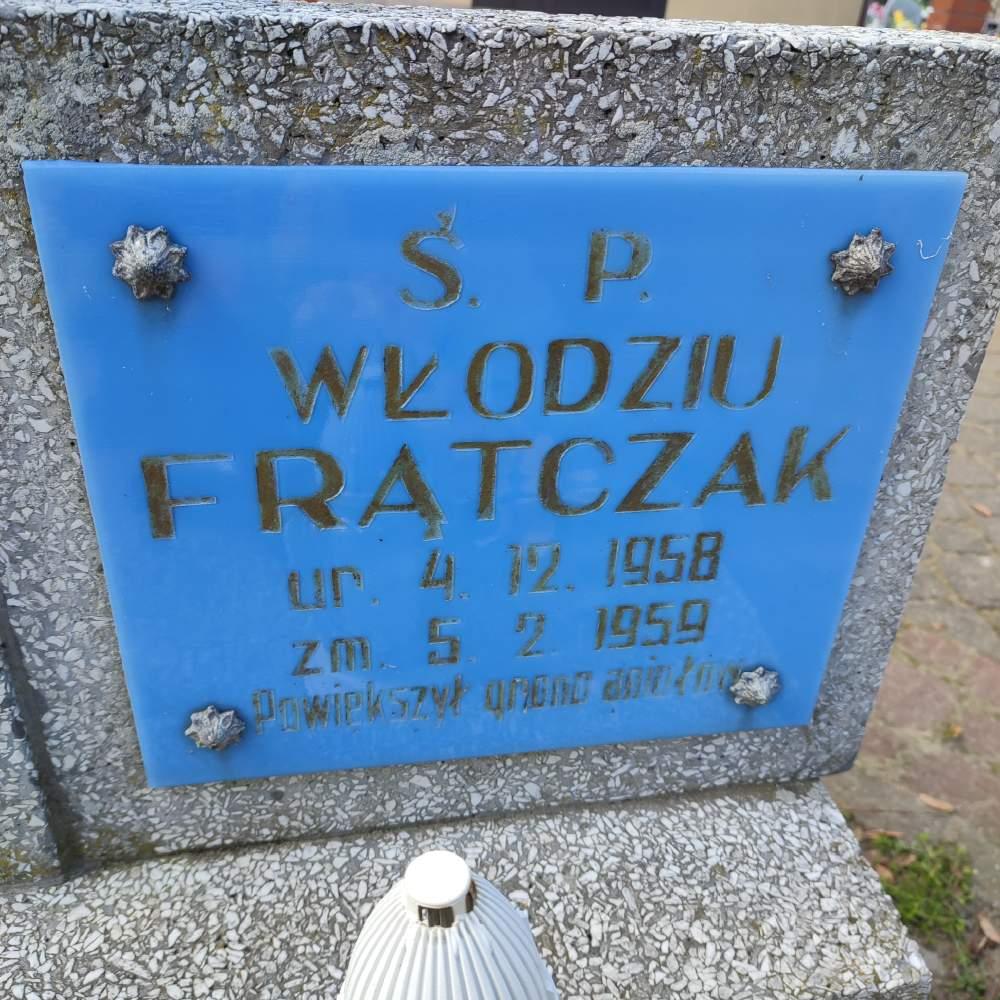 Ś. P.
WŁODZIU
FRĄTCZAK
ur. 4. 12. 1958
zm. 5. 2. 1959
Powiększył grono aniołów